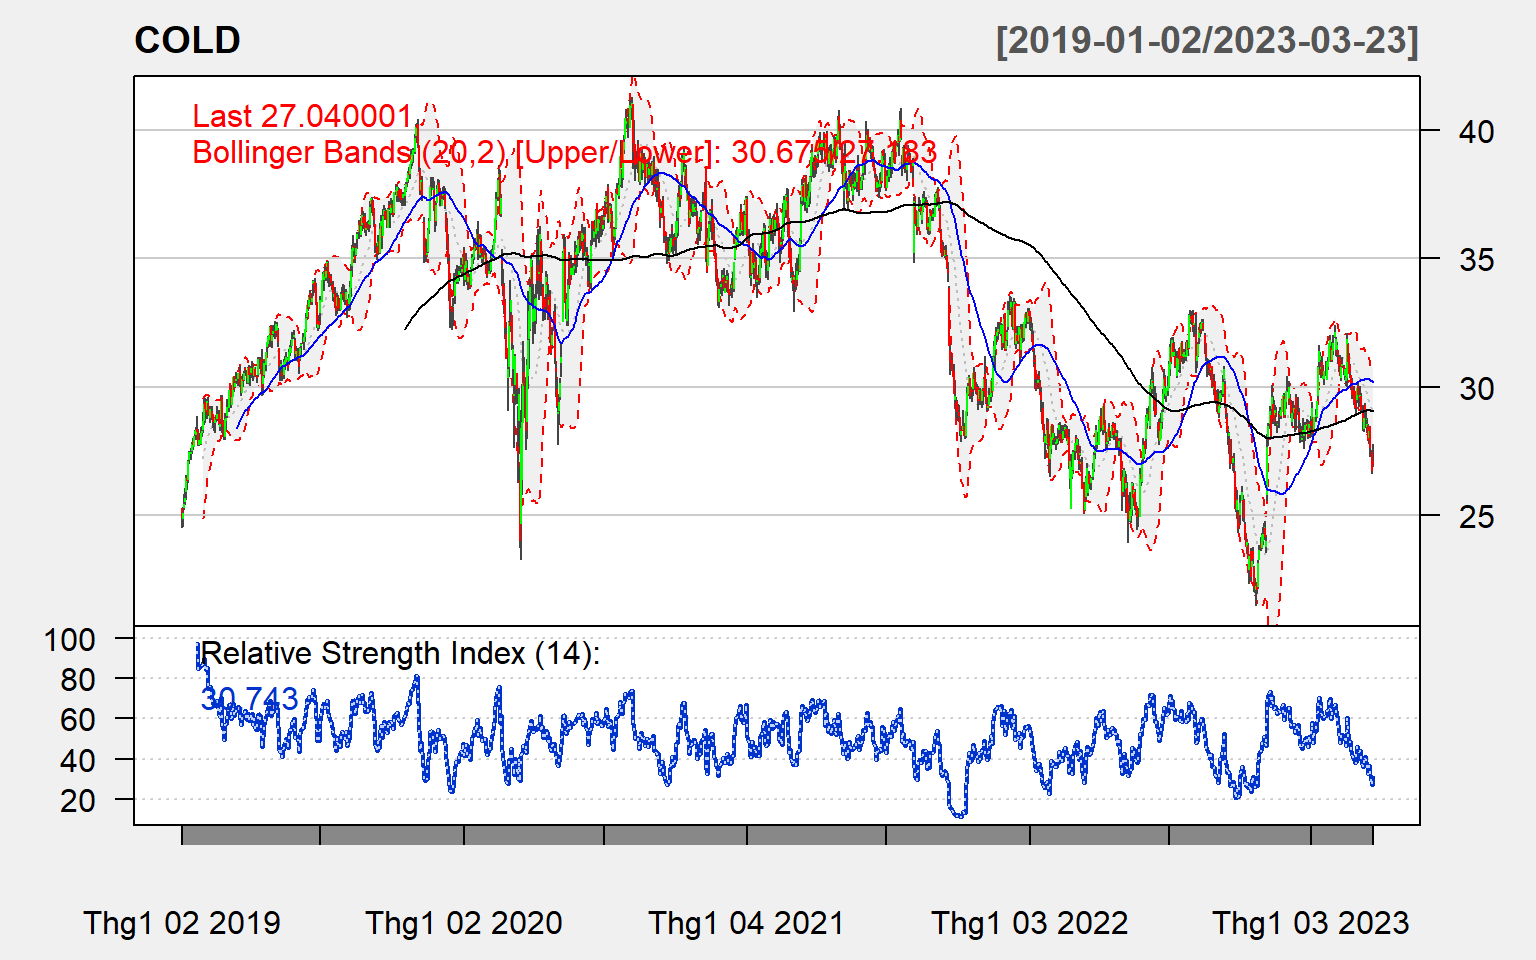 COLD
[2019-01-02/2023-03-23]
Last 27.040001
Bollinger Bands (20,2) [Upper/Lower]: 30.675/27.183
40
35
30
25
Relative Strength Index (14):
30.743
100
80
60
40
20
Thg1 02 2019
Thg1 02 2020
Thg1 04 2021
Thg1 03 2022
Thg1 03 2023